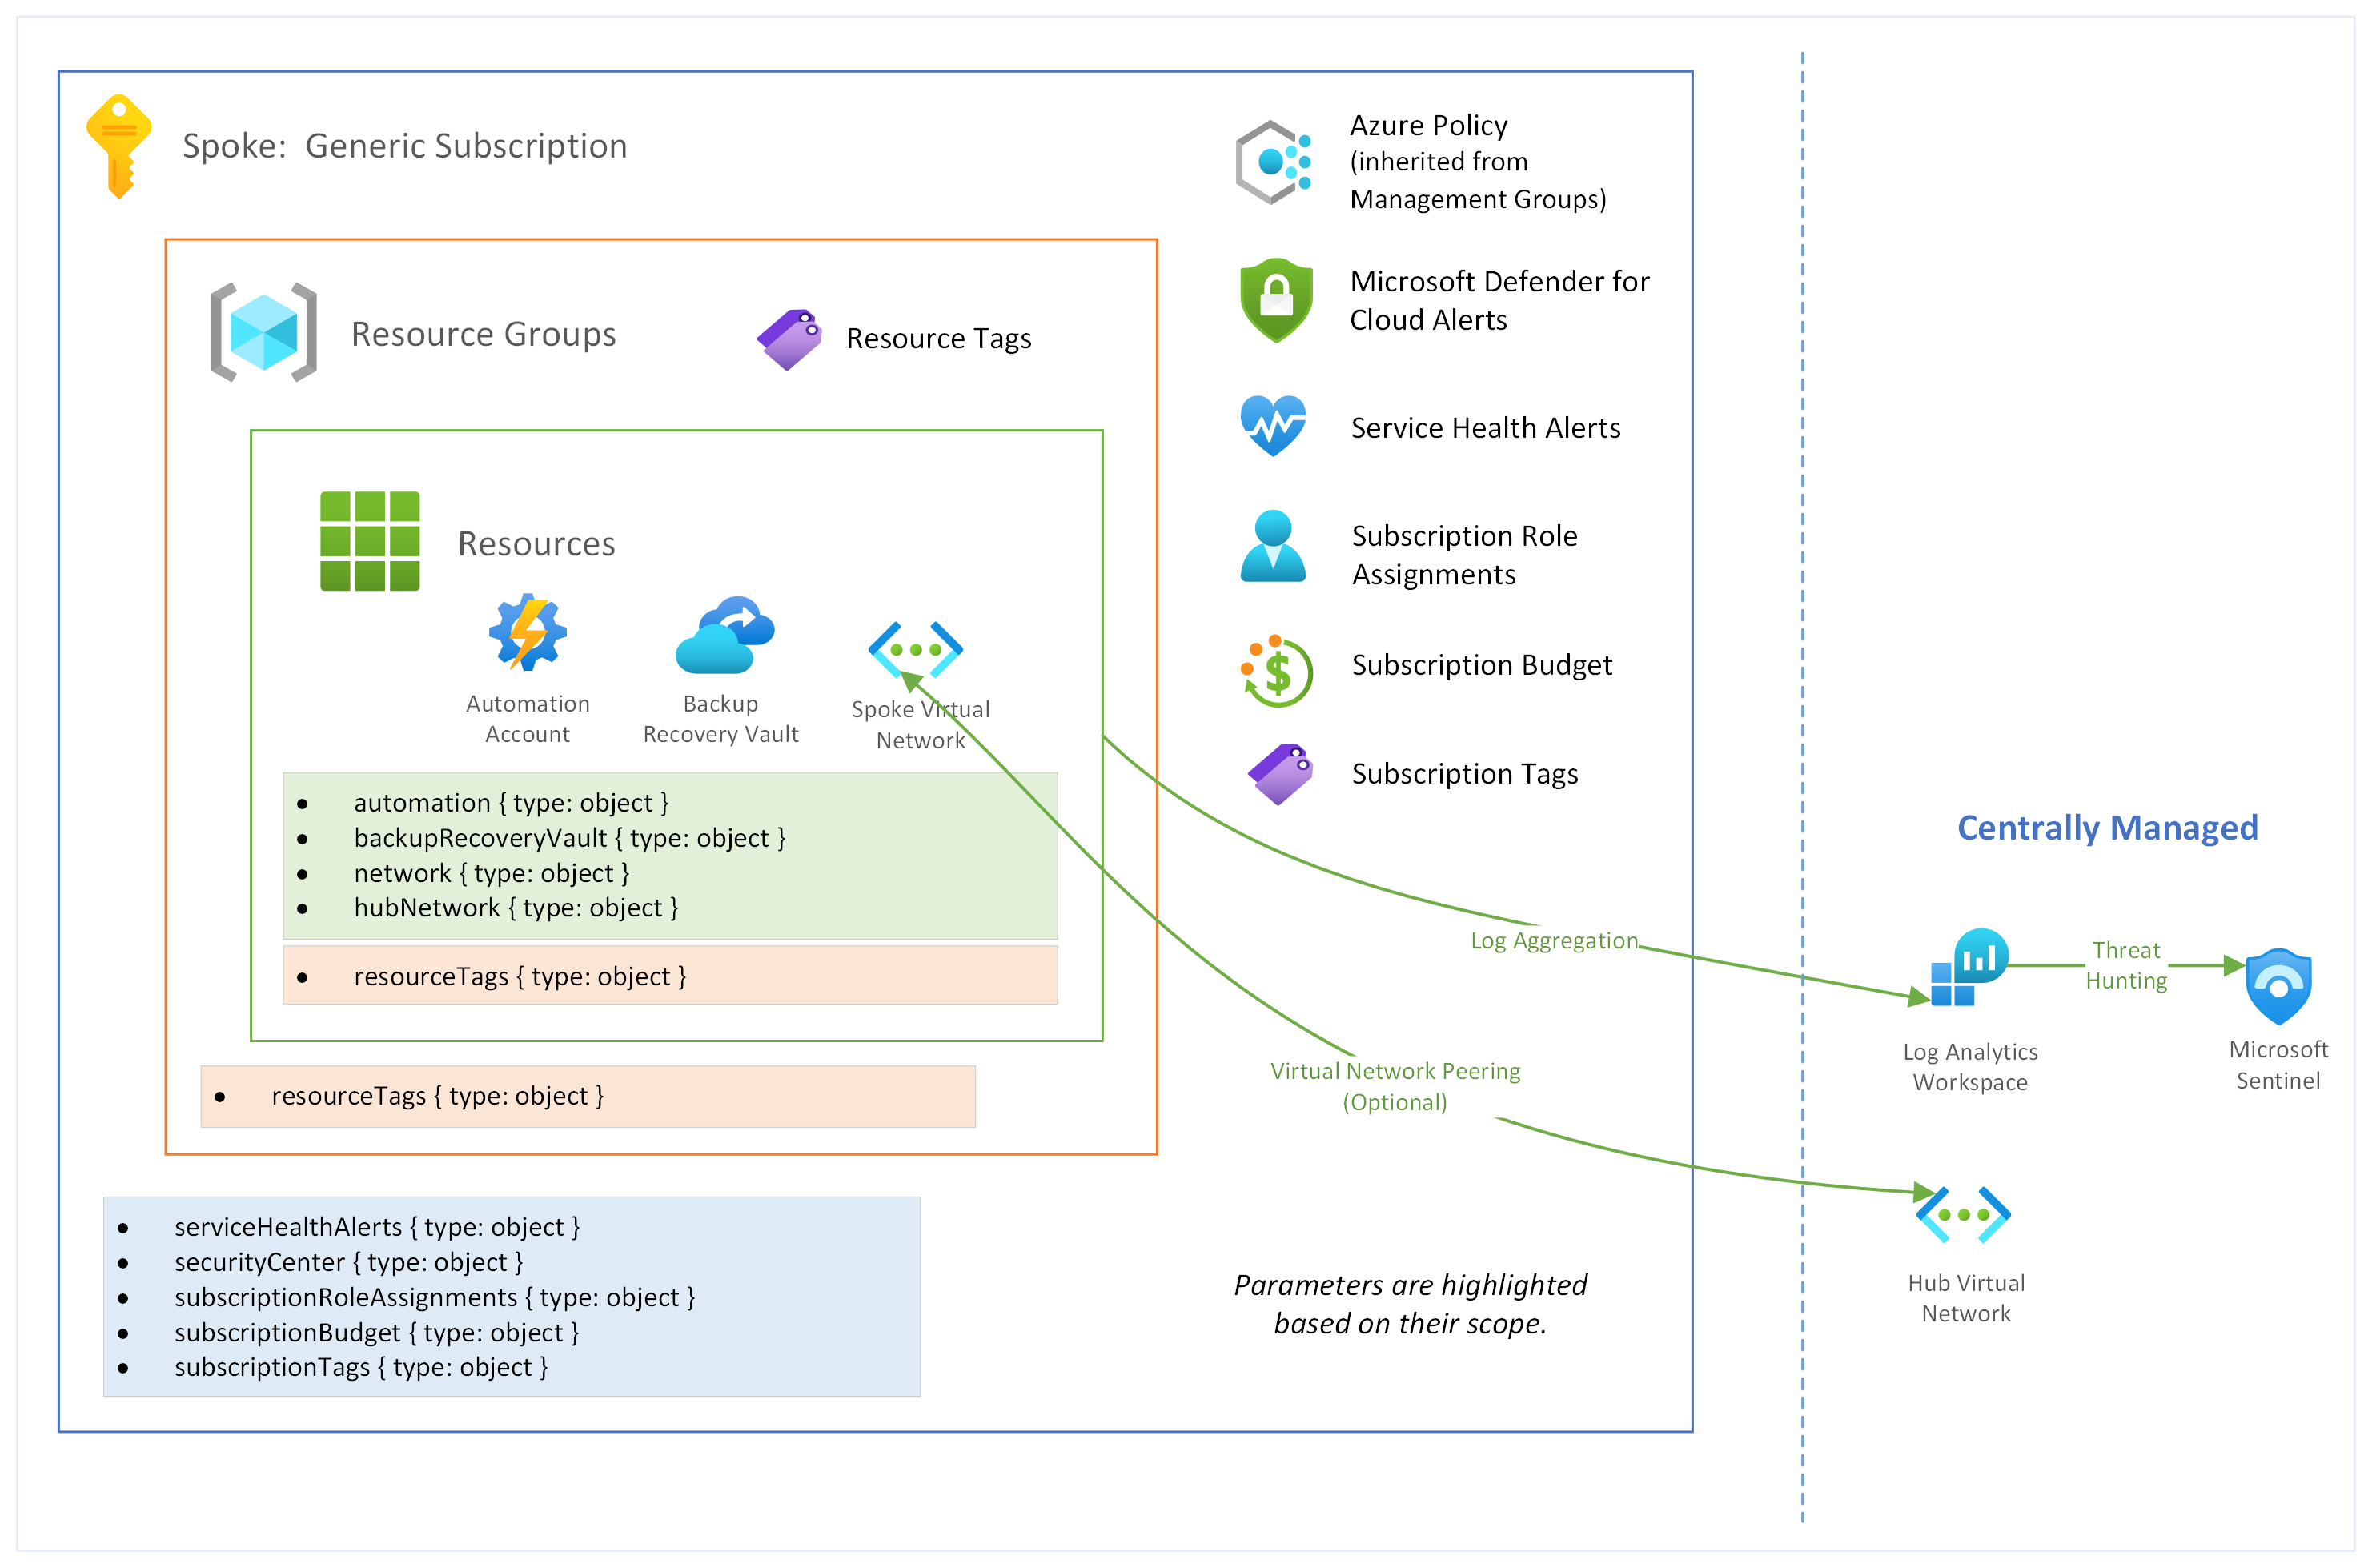 Spoke:  Generic Subscription
Resource Groups
Resource Tags
Resources
Automation
Account
Backup
Recovery Vault
Spoke Virtual
Network
• automation { type: object }
• backupRecoveryVault { type: object }
• network { type: object }
• hubNetwork { type: object }
• resourceTags { type: object }
• resourceTags { type: object }
• serviceHealthAlerts { type: object }
• securityCenter { type: object }
• subscriptionRoleAssignments { type: object }
• subscriptionBudget { type: object }
• subscriptionTags { type: object }
Azure Policy
(inherited from
Management Groups)
Microsoft Defender for
Cloud Alerts
Service Health Alerts
Subscription Role
Assignments
Subscription Budget
Subscription Tags
Log Aggregation
Virtual Network Peering
(Optional)
Parameters are highlighted
based on their scope.
Centrally Managed
Threat
Hunting
Log Analytics
Workspace
Microsoft
Sentinel
Hub Virtual
Network